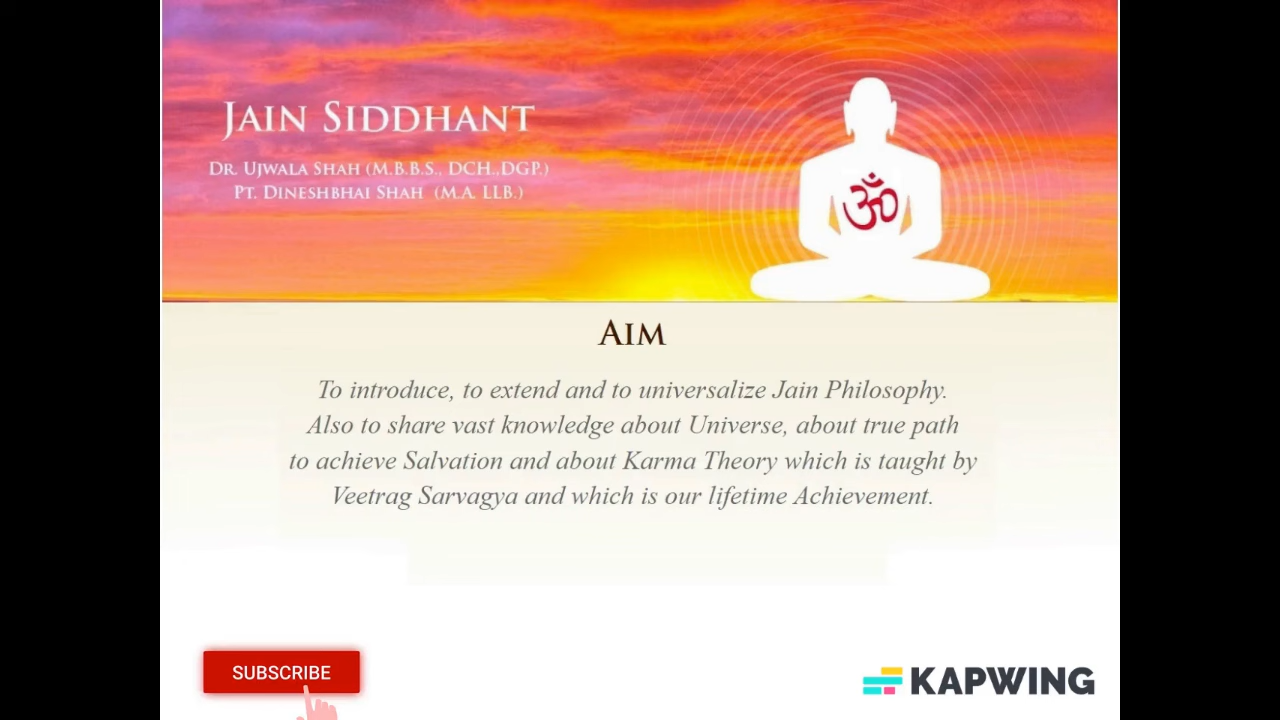 JAIN SIDDHANT
DR. UJWALA SHAH (M.B.B.S., DCH.,DGP.)
PT. DINESHBHAI SHAH (M.A. LLB.)
ॐ
AIM
To introduce, to extend and to universalize Jain Philosophy.
Also to share vast knowledge about Universe, about true path
to achieve Salvation and about Karma Theory which is taught by
Veetrag Sarvagya and which is our lifetime Achievement.
SUBSCRIBE
KAPWING